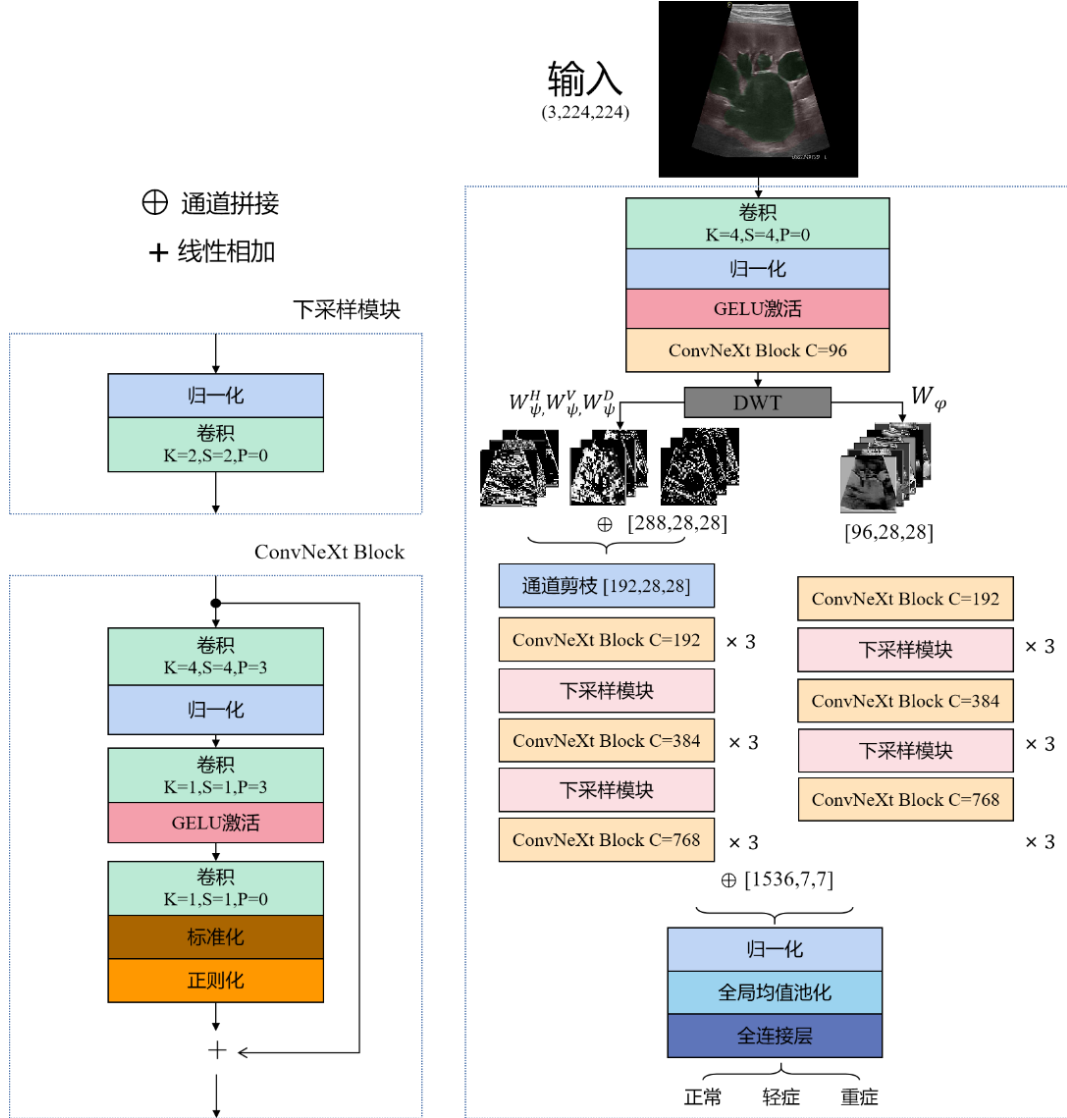 输入
(3,224,224)
⊕ 通道拼接
+ 线性相加
下采样模块
归一化
卷积
K=2,S=2,P=0
ConvNeXt Block
卷积
K=4,S=4,P=3
归一化
卷积
K=1,S=1,P=3
GELU激活
卷积
K=1,S=1,P=0
标准化
正则化
+
卷积
K=4,S=4,P=0
归一化
GELU激活
ConvNeXt Block C=96
DWT
W_ψ^H,W_ψ^V,W_ψ^D
W_φ
⊕ [288,28,28]
[96,28,28]
通道剪枝 [192,28,28]
ConvNeXt Block C=192 × 3
下采样模块
ConvNeXt Block C=384 × 3
下采样模块
ConvNeXt Block C=768 × 3
ConvNeXt Block C=192
下采样模块 × 3
ConvNeXt Block C=384
下采样模块 × 3
ConvNeXt Block C=768
× 3
⊕ [1536,7,7]
归一化
全局均值池化
全连接层
正常 轻症 重症